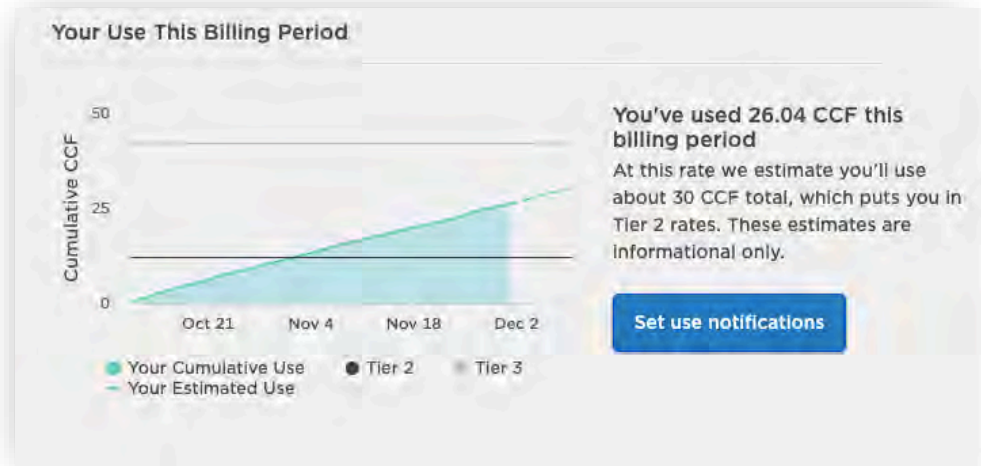 Your Use This Billing Period
50
25
0
Cumulative CCF
Oct 21 Nov 4 Nov 18 Dec 2
Your Cumulative Use Tier 2 Tier 3
Your Estimated Use
You've used 26.04 CCF this
billing period
At this rate we estimate you'll use
about 30 CCF total, which puts you in
Tier 2 rates. These estimates are
informational only.
Set use notifications